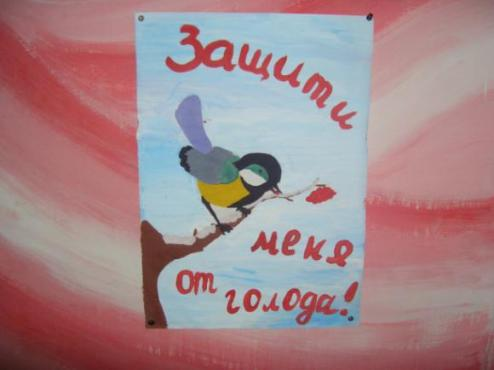 Защити
меня
от голода!